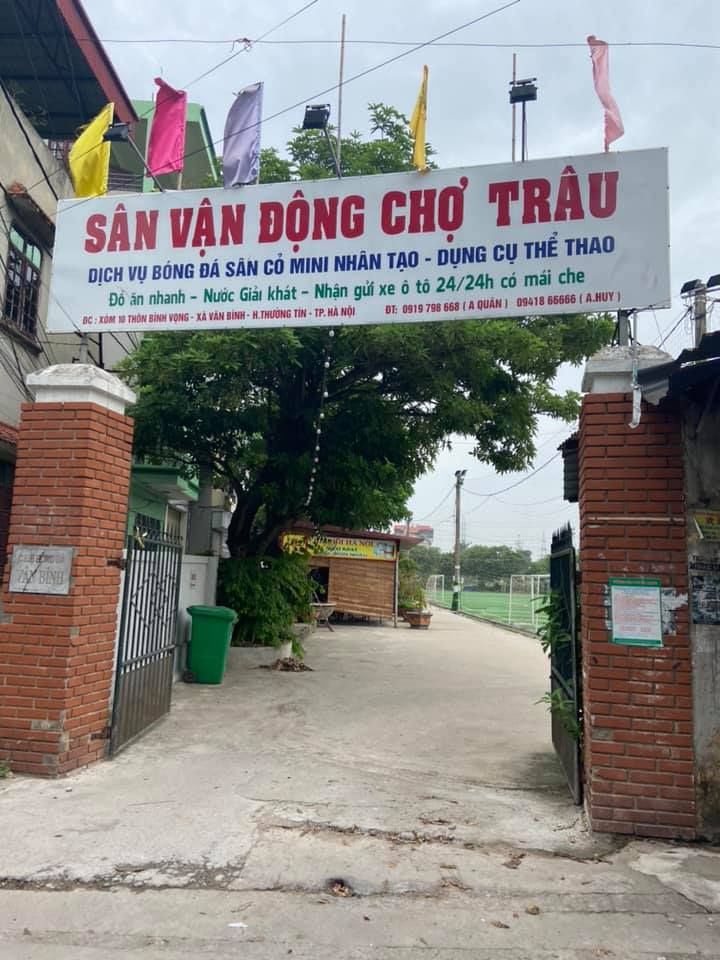 SÂN VẬN ĐỘNG CHỢ TRÂU
DỊCH VỤ BÓNG ĐÁ SÂN CỎ MINI NHÂN TẠO - DỤNG CỤ THỂ THAO
Đồ ăn nhanh - Nước Giải khát - Nhận gửi xe ô tô 24/24h có mái che
ĐC : XÓM 10 THÔN BÌNH VỌNG - XÃ VĂN BÌNH - H.THƯỜNG TÍN - TP. HÀ NỘI ĐT: 0919 798 668 ( A QUÂN ) 09418 66666 ( A.HUY )
HÀ NỘI
VĂN BÌNH